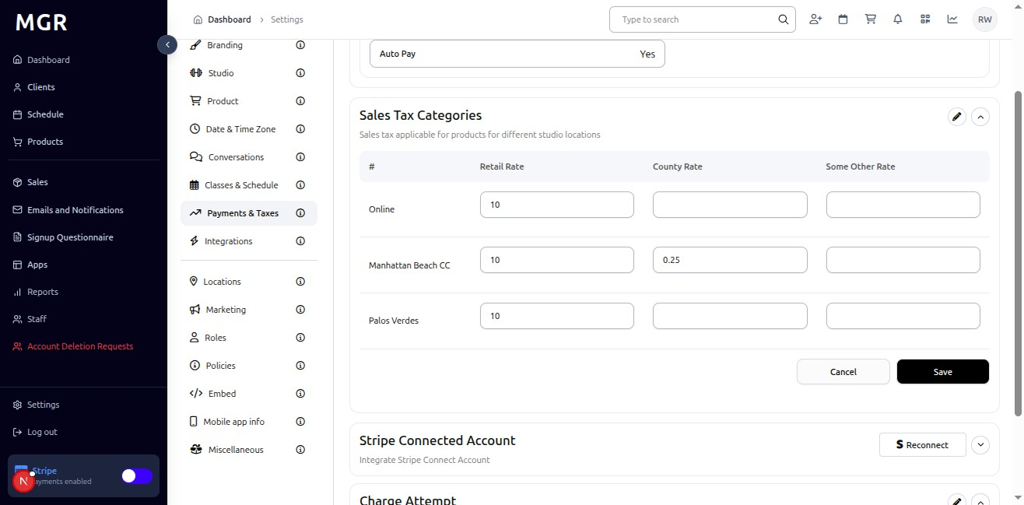 MGR
Dashboard
Clients
Schedule
Products
Sales
Emails and Notifications
Signup Questionnaire
Apps
Reports
Staff
Account Deletion Requests
Settings
Log out
Stripe
ayments enabled
N
Dashboard > Settings
Type to search
RW
Branding
Studio
Product
Date & Time Zone
Conversations
Classes & Schedule
Payments & Taxes
Integrations
Locations
Marketing
Roles
Policies
Embed
Mobile app info
Miscellaneous
Auto Pay Yes
Sales Tax Categories
Sales tax applicable for products for different studio locations
# Retail Rate County Rate Some Other Rate
Online 10
Manhattan Beach CC 10 0.25
Palos Verdes 10
Cancel Save
Stripe Connected Account
S Reconnect
Integrate Stripe Connect Account
Charge Attempt